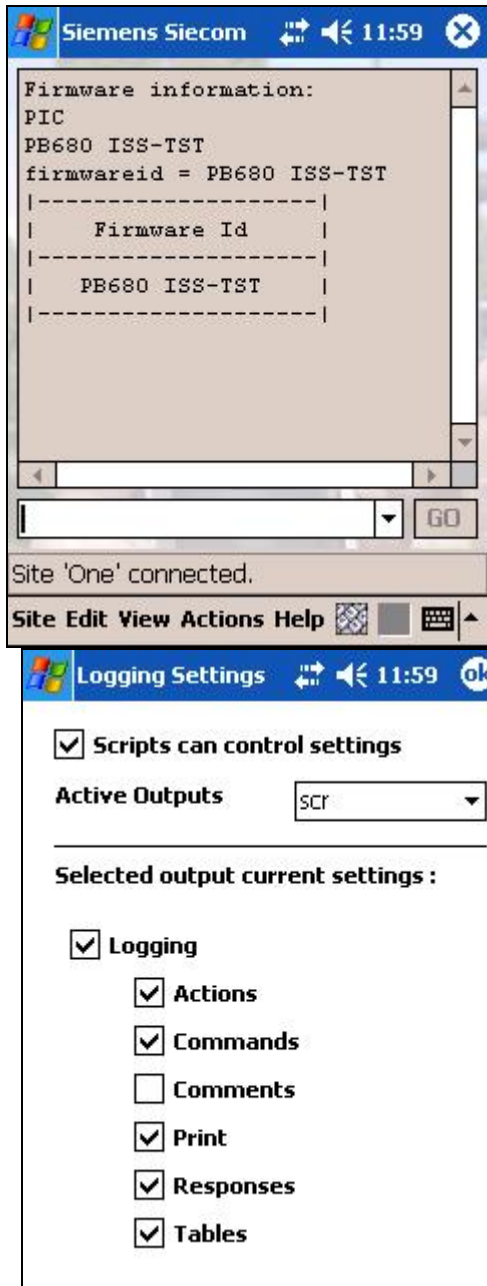 Siemens Siecom 11:59
Firmware information:
PIC
PB680 ISS-TST
firmwareid = PB680 ISS-TST
|--------------------|
| Firmware Id |
|--------------------|
| PB680 ISS-TST |
|--------------------|
GO
Site 'One' connected.
Site Edit View Actions Help
Logging Settings 11:59 ok
Scripts can control settings
Active Outputs scr
Selected output current settings :
Logging
Actions
Commands
Comments
Print
Responses
Tables